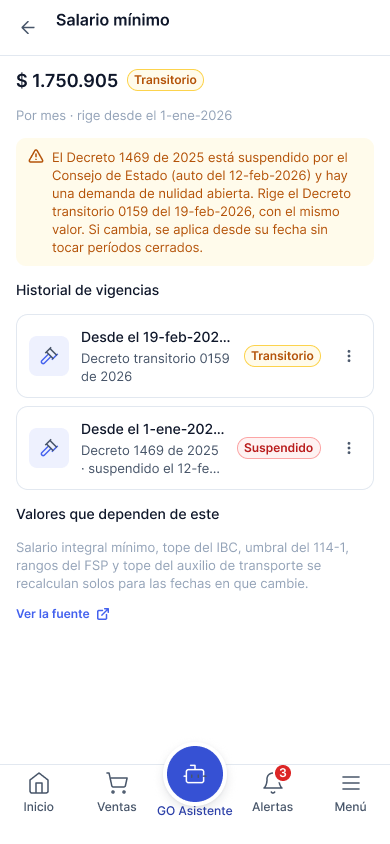 Salario mínimo
$ 1.750.905 Transitorio
Por mes · rige desde el 1-ene-2026
El Decreto 1469 de 2025 está suspendido por el
Consejo de Estado (auto del 12-feb-2026) y hay
una demanda de nulidad abierta. Rige el Decreto
transitorio 0159 del 19-feb-2026, con el mismo
valor. Si cambia, se aplica desde su fecha sin
tocar períodos cerrados.
Historial de vigencias
Desde el 19-feb-202...
Decreto transitorio 0159
de 2026
Transitorio
Desde el 1-ene-202...
Decreto 1469 de 2025
· suspendido el 12-fe...
Suspendido
Valores que dependen de este
Salario integral mínimo, tope del IBC, umbral del 114-1,
rangos del FSP y tope del auxilio de transporte se
recalculan solos para las fechas en que cambie.
Ver la fuente
3
Inicio
Ventas
GO Asistente
Alertas
Menú